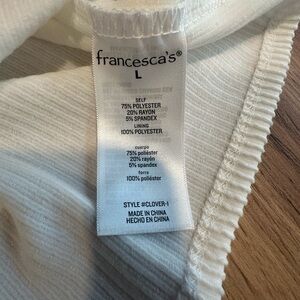 francesca's®
L
SELF
75% POLYESTER
20% RAYON
5% SPANDEX
LINING
100% POLYESTER
cuerpo
75% poliéster
20% rayón
5% spandex
forro
100% poliéster
STYLE #CLOVER-I
MADE IN CHINA
HECHO EN CHINA